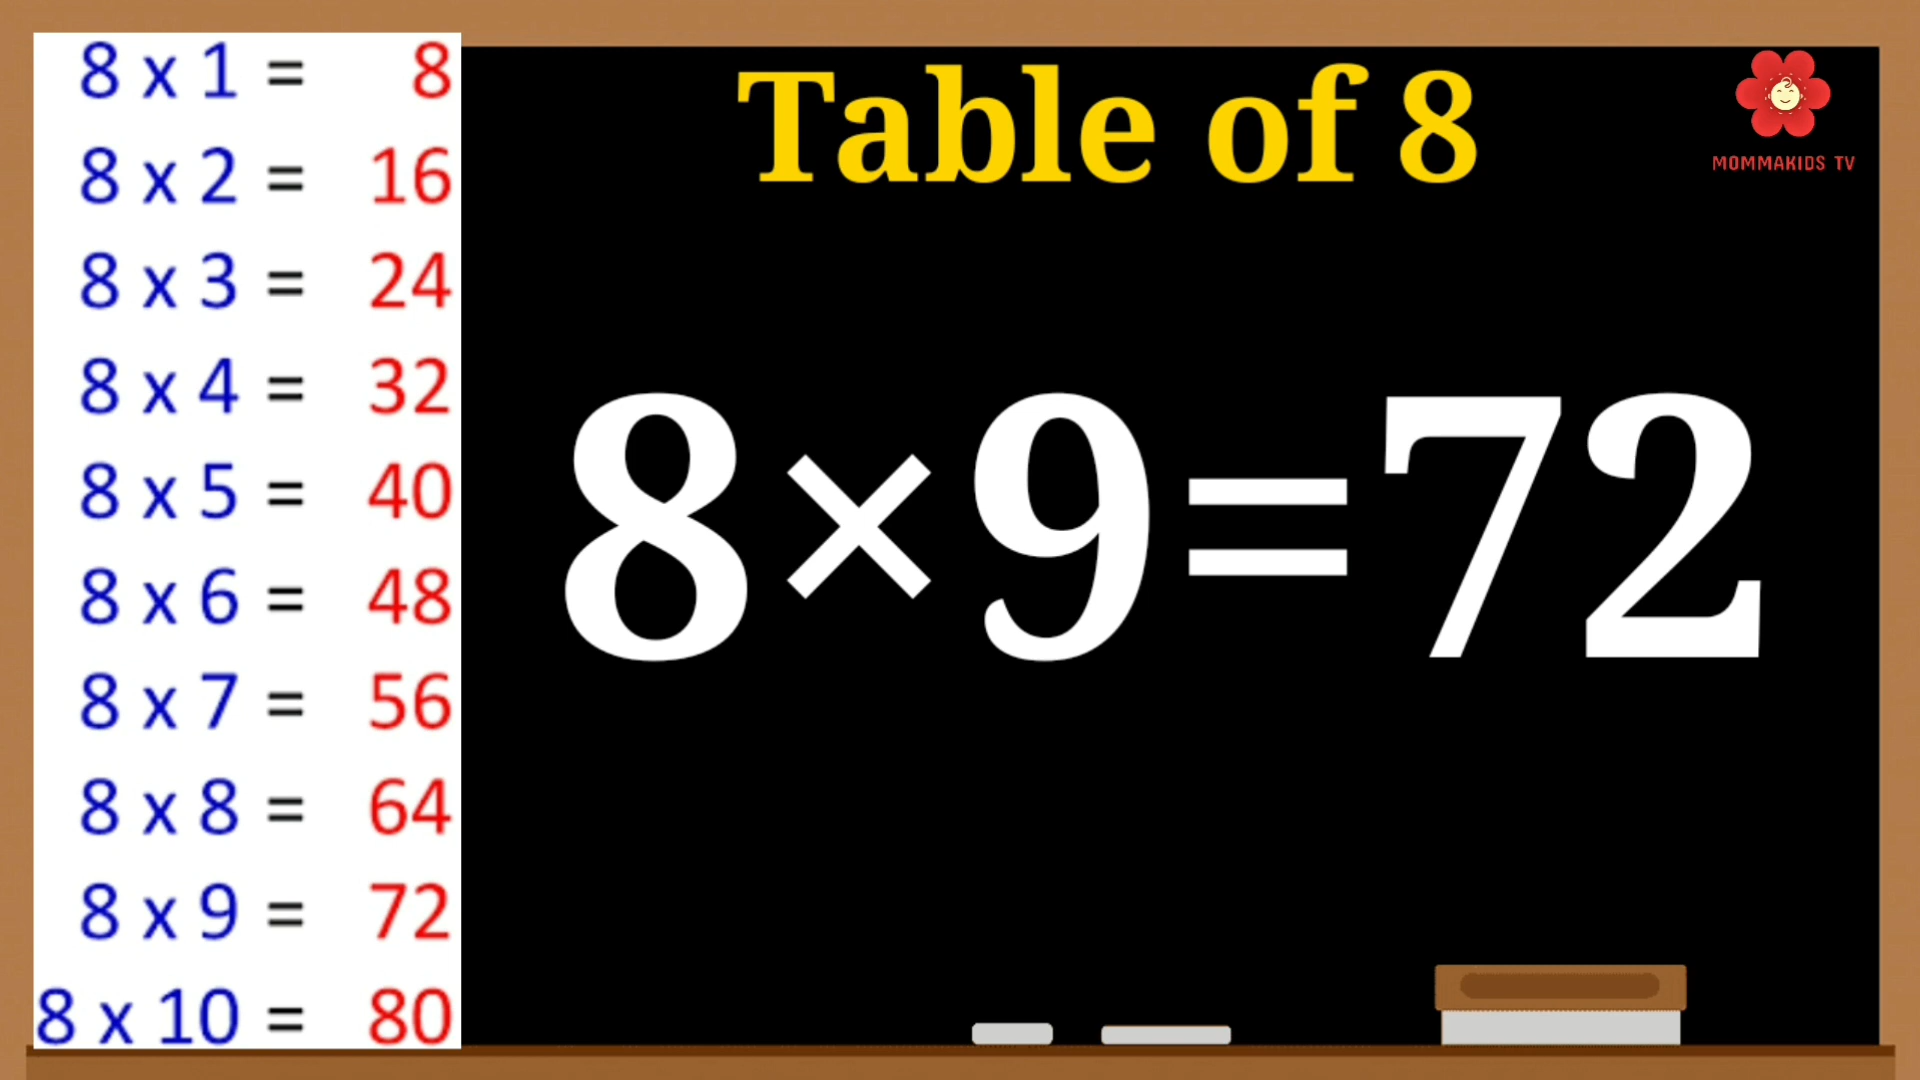 8 x 1 = 8
8 x 2 = 16
8 x 3 = 24
8 x 4 = 32
8 x 5 = 40
8 x 6 = 48
8 x 7 = 56
8 x 8 = 64
8 x 9 = 72
8 x 10 = 80
Table of 8
MOMMAKIDS TV
8×9=72